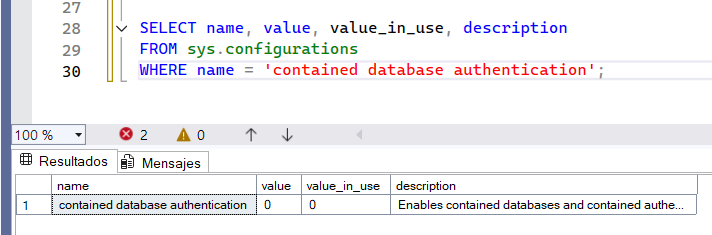 27
28 SELECT name, value, value_in_use, description
29 FROM sys.configurations
30 WHERE name = 'contained database authentication';
100 % 2 0
Resultados Mensajes
name value value_in_use description
1 contained database authentication 0 0 Enables contained databases and contained authe...